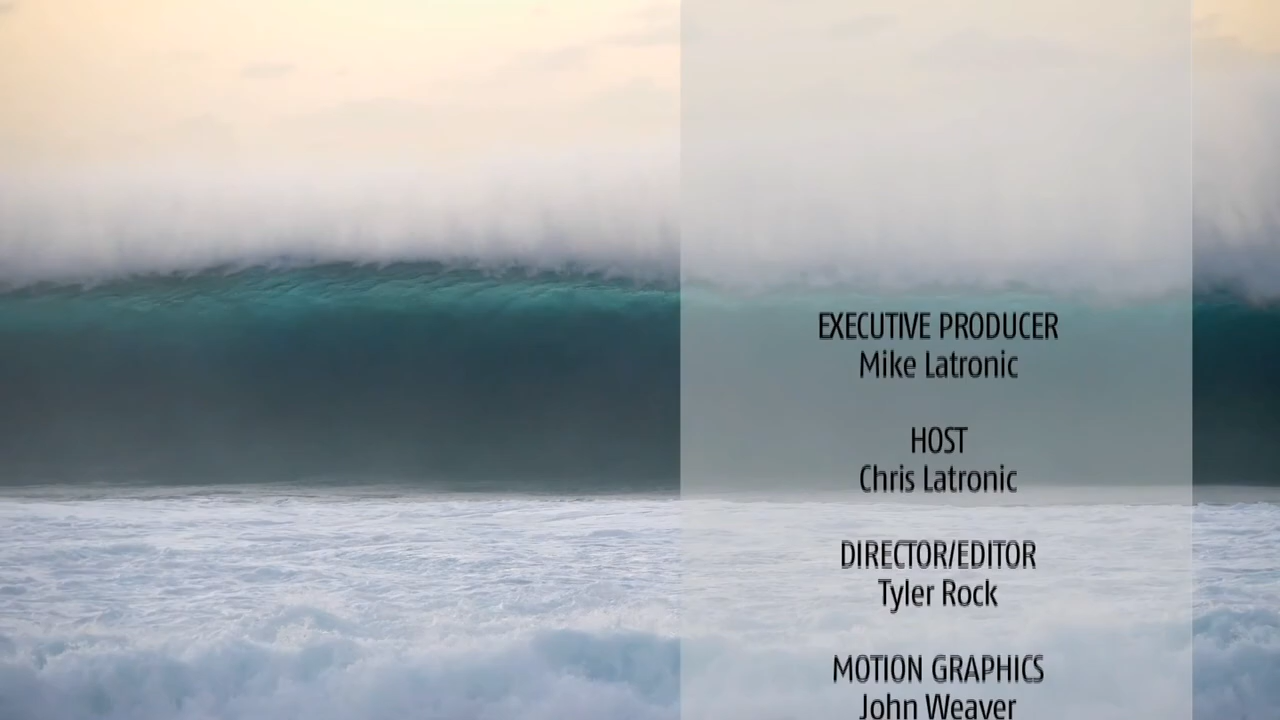 EXECUTIVE PRODUCER
Mike Latronic
HOST
Chris Latronic
DIRECTOR/EDITOR
Tyler Rock
MOTION GRAPHICS
John Weaver